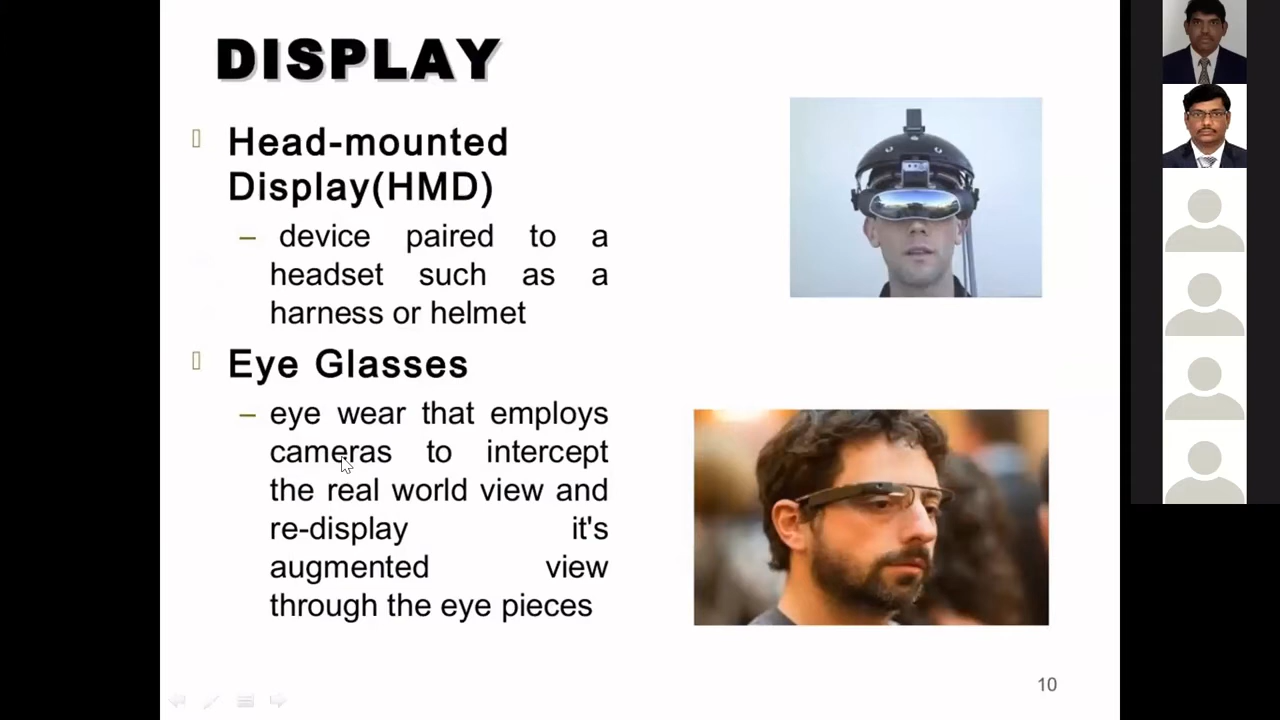 DISPLAY
Head-mounted
Display(HMD)
– device paired to a
headset such as a
harness or helmet
Eye Glasses
– eye wear that employs
cameras to intercept
the real world view and
re-display it's
augmented view
through the eye pieces
10